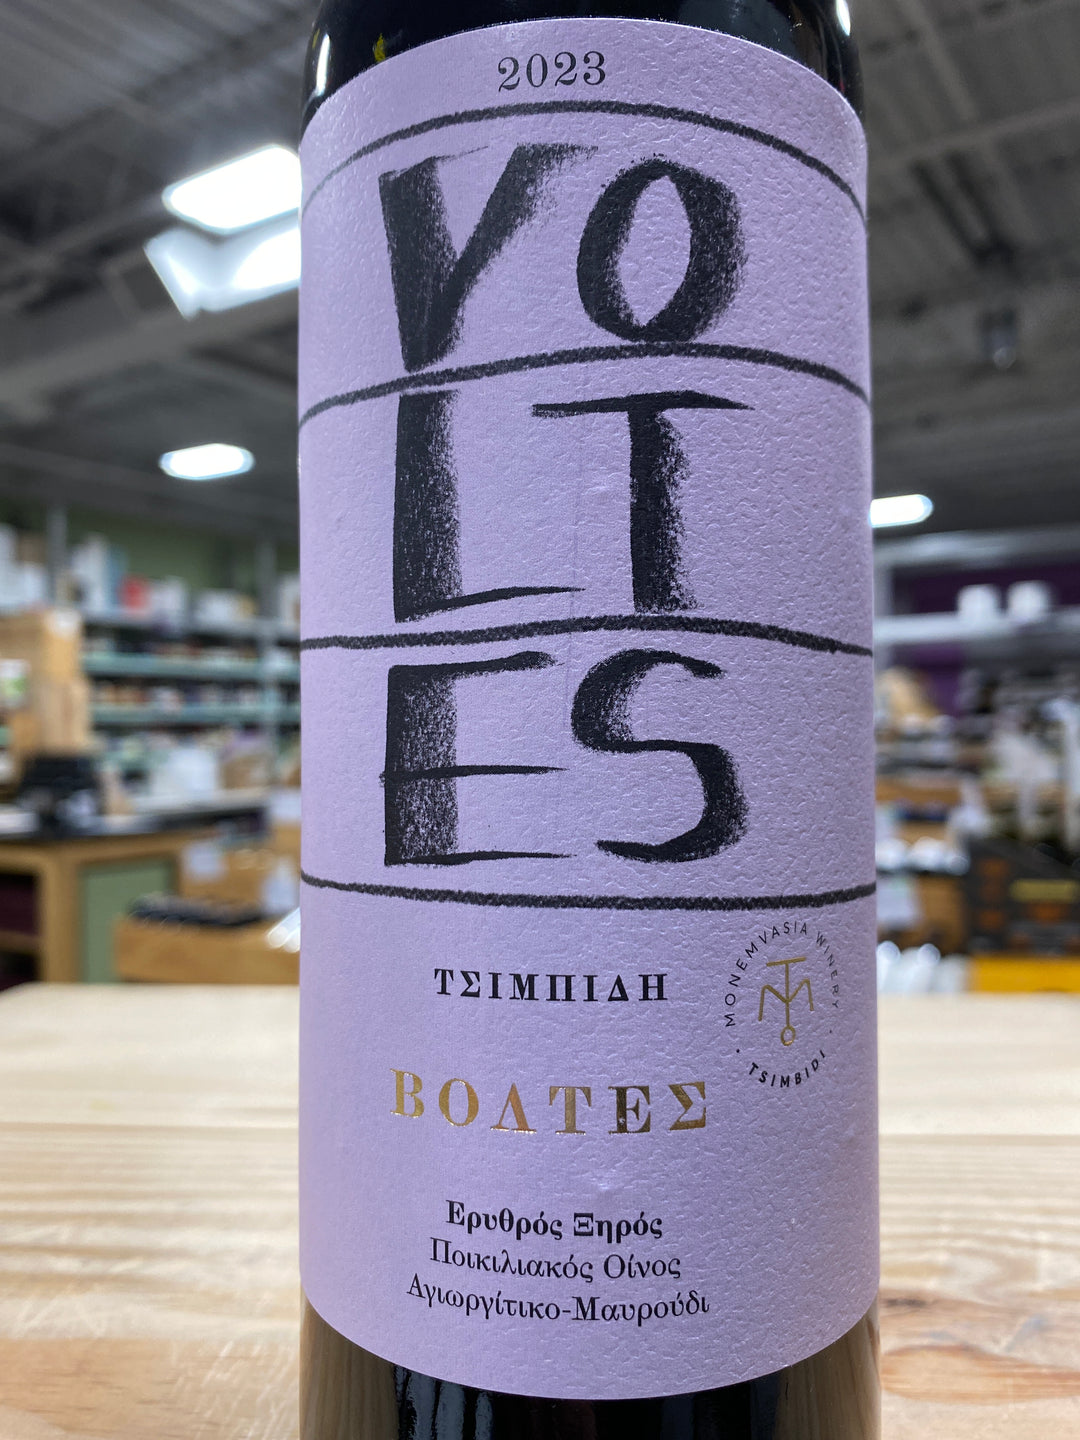 2023
VO
LT
ES
ΤΣΙΜΠΙΔΗ
MONEMVASIA WINERY · TSIMBIDI ·
ΒΟΛΤΕΣ
Ερυθρός Ξηρός
Ποικιλιακός Οίνος
Αγιωργίτικο-Μαυρούδι